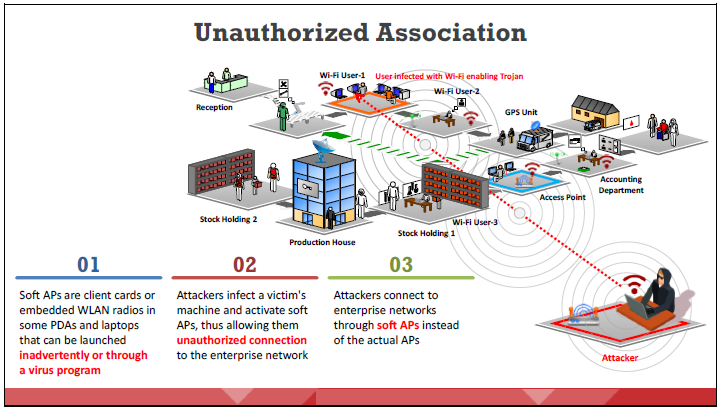 Unauthorized Association
Wi-Fi User-1
User infected with Wi-Fi enabling Trojan
Wi-Fi User-2
Reception
GPS Unit
Accounting
Department
Access Point
Stock Holding 2
Wi-Fi User-3
Stock Holding 1
Production House
Attacker
01
Soft APs are client cards or
embedded WLAN radios in
some PDAs and laptops
that can be launched
inadvertently or through
a virus program
02
Attackers infect a victim's
machine and activate soft
APs, thus allowing them
unauthorized connection
to the enterprise network
03
Attackers connect to
enterprise networks
through soft APs instead
of the actual APs